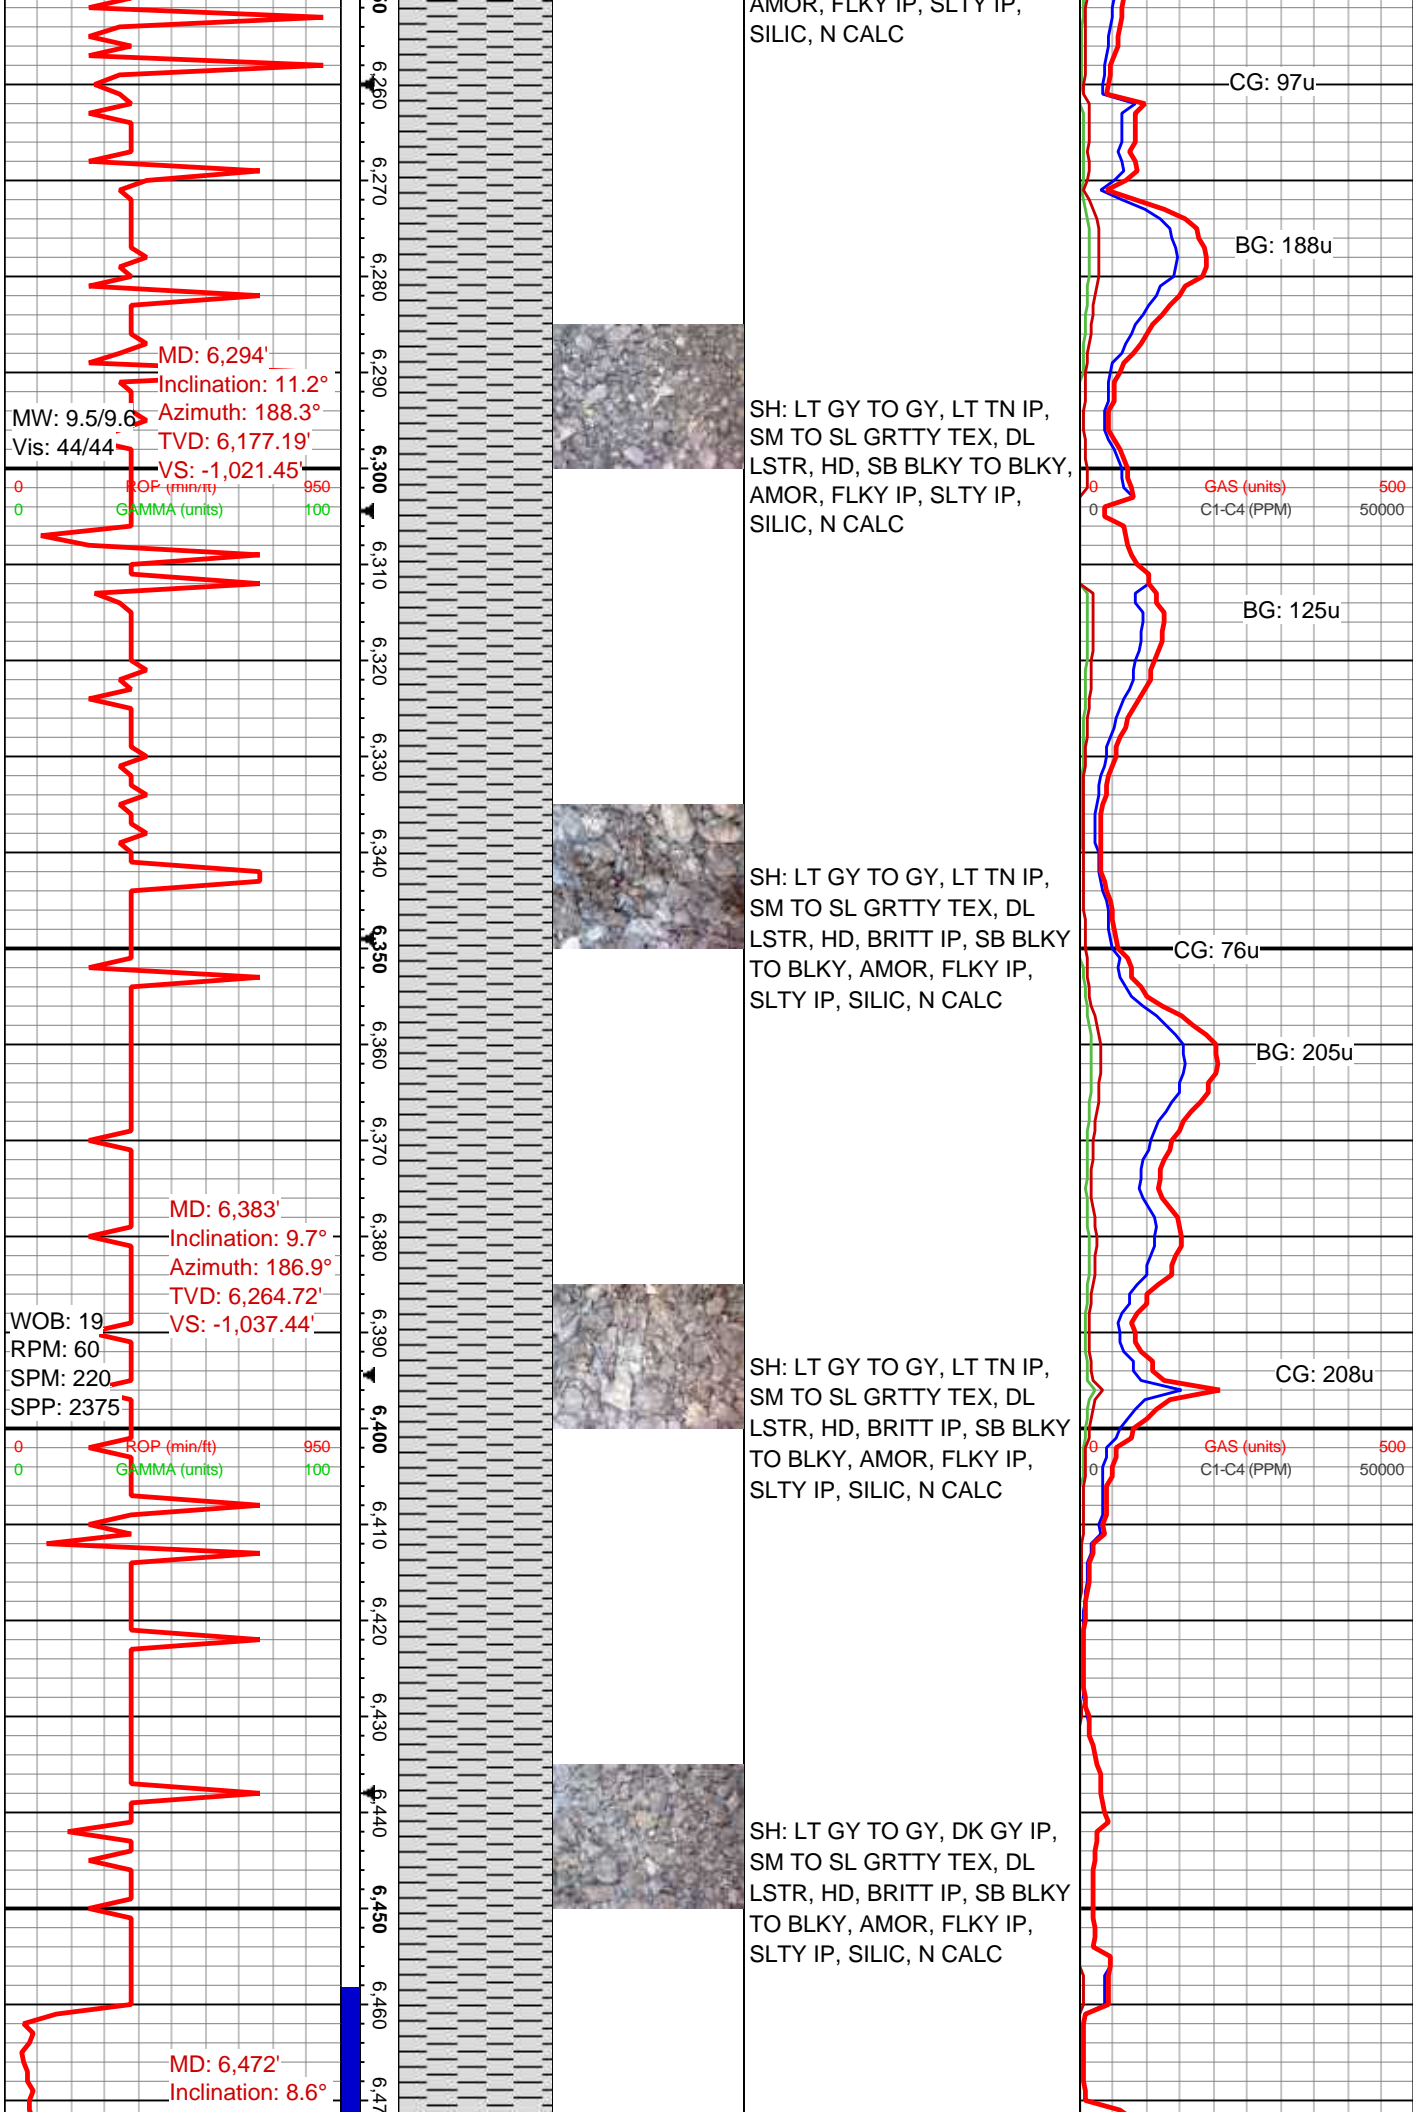 AMOR, FLKY IP, SLTY IP,
SILIC, N CALC
6,260
CG: 97u
6,270
BG: 188u
6,280
6,290
MD: 6,294'
Inclination: 11.2°
Azimuth: 188.3°
TVD: 6,177.19'
VS: -1,021.45'
MW: 9.5/9.6
Vis: 44/44
SH: LT GY TO GY, LT TN IP,
SM TO SL GRTTY TEX, DL
LSTR, HD, SB BLKY TO BLKY,
AMOR, FLKY IP, SLTY IP,
SILIC, N CALC
6,300
0 ROP (min/ft) 950
0 GAMMA (units) 100
0 GAS (units) 500
0 C1-C4 (PPM) 50000
6,310
BG: 125u
6,320
6,330
6,340
SH: LT GY TO GY, LT TN IP,
SM TO SL GRTTY TEX, DL
LSTR, HD, BRITT IP, SB BLKY
TO BLKY, AMOR, FLKY IP,
SLTY IP, SILIC, N CALC
6,350
CG: 76u
6,360
BG: 205u
6,370
6,380
MD: 6,383'
Inclination: 9.7°
Azimuth: 186.9°
TVD: 6,264.72'
VS: -1,037.44'
WOB: 19
RPM: 60
SPM: 220
SPP: 2375
6,390
SH: LT GY TO GY, LT TN IP,
SM TO SL GRTTY TEX, DL
LSTR, HD, BRITT IP, SB BLKY
TO BLKY, AMOR, FLKY IP,
SLTY IP, SILIC, N CALC
CG: 208u
6,400
0 ROP (min/ft) 950
0 GAMMA (units) 100
0 GAS (units) 500
0 C1-C4 (PPM) 50000
6,410
6,420
6,430
6,440
SH: LT GY TO GY, DK GY IP,
SM TO SL GRTTY TEX, DL
LSTR, HD, BRITT IP, SB BLKY
TO BLKY, AMOR, FLKY IP,
SLTY IP, SILIC, N CALC
6,450
6,460
MD: 6,472'
Inclination: 8.6°
6,47